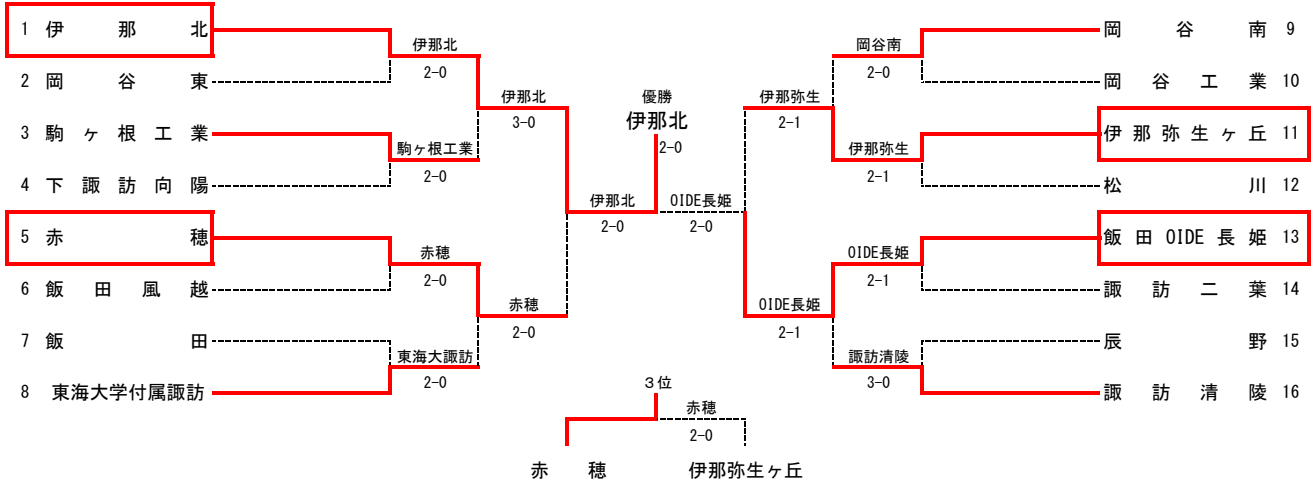 1 伊那北
岡谷南 9
伊那北
岡谷南
2-0
2-0
2 岡谷東
岡谷工業 10
伊那北
優勝
伊那弥生
3-0
伊那北
2-1
3 駒ヶ根工業
伊那弥生ヶ丘 11
駒ヶ根工業
2-0
伊那弥生
2-0
2-1
4 下諏訪向陽
松川 12
伊那北
OIDE長姫
2-0
2-0
5 赤穂
飯田OIDE長姫 13
赤穂
OIDE長姫
2-0
2-1
6 飯田風越
諏訪二葉 14
赤穂
OIDE長姫
2-0
2-1
7 飯田
辰野 15
東海大諏訪
諏訪清陵
2-0
3-0
8 東海大学付属諏訪
諏訪清陵 16
3位
赤穂
2-0
赤穂 伊那弥生ヶ丘